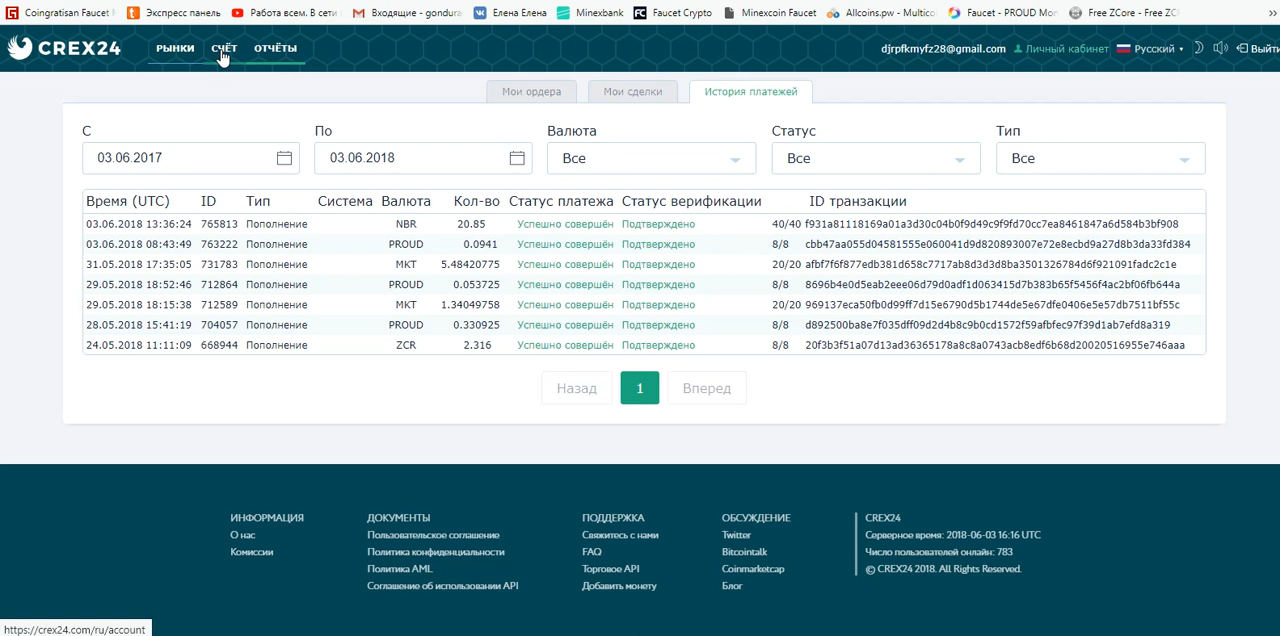 Coingratisan Faucet Экспресс панель Работа всем. В сети Входящие - gondura Елена Елена Minexbank Faucet Crypto Minexcoin Faucet Allcoins.pw - Multico Faucet - PROUD Mon Free ZCore - Free ZC »
CREX24 РЫНКИ СЧЁТ ОТЧЁТЫ djrpfkmyfz28@gmail.com Личный кабинет Русский Выйти
Мои ордера Мои сделки История платежей
С По Валюта Статус Тип
03.06.2017 03.06.2018 Все Все Все
Время (UTC) ID Тип Система Валюта Кол-во Статус платежа Статус верификации ID транзакции
03.06.2018 13:36:24 765813 Пополнение NBR 20.85 Успешно совершён Подтверждено 40/40 f931a81118169a01a3d30c04b0f9d49c9f9fd70cc7ea8461847a6d584b3bf908
03.06.2018 08:43:49 763222 Пополнение PROUD 0.0941 Успешно совершён Подтверждено 8/8 cbb47aa055d04581555e060041d9d820893007e72e8ecbd9a27d8b3da33fd384
31.05.2018 17:35:05 731783 Пополнение MKT 5.48420775 Успешно совершён Подтверждено 20/20 afbf7f6f877edb381d658c7717ab8d3d3d8ba3501326784d6f921091fadc2c1e
29.05.2018 18:52:46 712864 Пополнение PROUD 0.053725 Успешно совершён Подтверждено 8/8 8696b4e0d5eab2eee06d79d0adf1d063415d7b383b65f5456f4ac2bf06fb644a
29.05.2018 18:15:38 712589 Пополнение MKT 1.34049758 Успешно совершён Подтверждено 20/20 969137eca50fb0d99ff7d15e6790d5b1744de5e67dfe0406e5e57db7511bf55c
28.05.2018 15:41:19 704057 Пополнение PROUD 0.330925 Успешно совершён Подтверждено 8/8 d892500ba8e7f035dff09d2d4b8c9b0cd1572f59afbfec97f39d1ab7efd8a319
24.05.2018 11:11:09 668944 Пополнение ZCR 2.316 Успешно совершён Подтверждено 8/8 20f3b3f51a07d13ad36365178a8c8a0743acb8edf6b68d20020516955e746aaa
Назад 1 Вперед
ИНФОРМАЦИЯ ДОКУМЕНТЫ ПОДДЕРЖКА ОБСУЖДЕНИЕ CREX24
О нас Пользовательское соглашение Свяжитесь с нами Twitter Серверное время: 2018-06-03 16:16 UTC
Комиссии Политика конфиденциальности FAQ Bitcointalk Число пользователей онлайн: 783
Политика AML Торговое API Coinmarketcap © CREX24 2018. All Rights Reserved.
Соглашение об использовании API Добавить монету Блог
https://crex24.com/ru/account